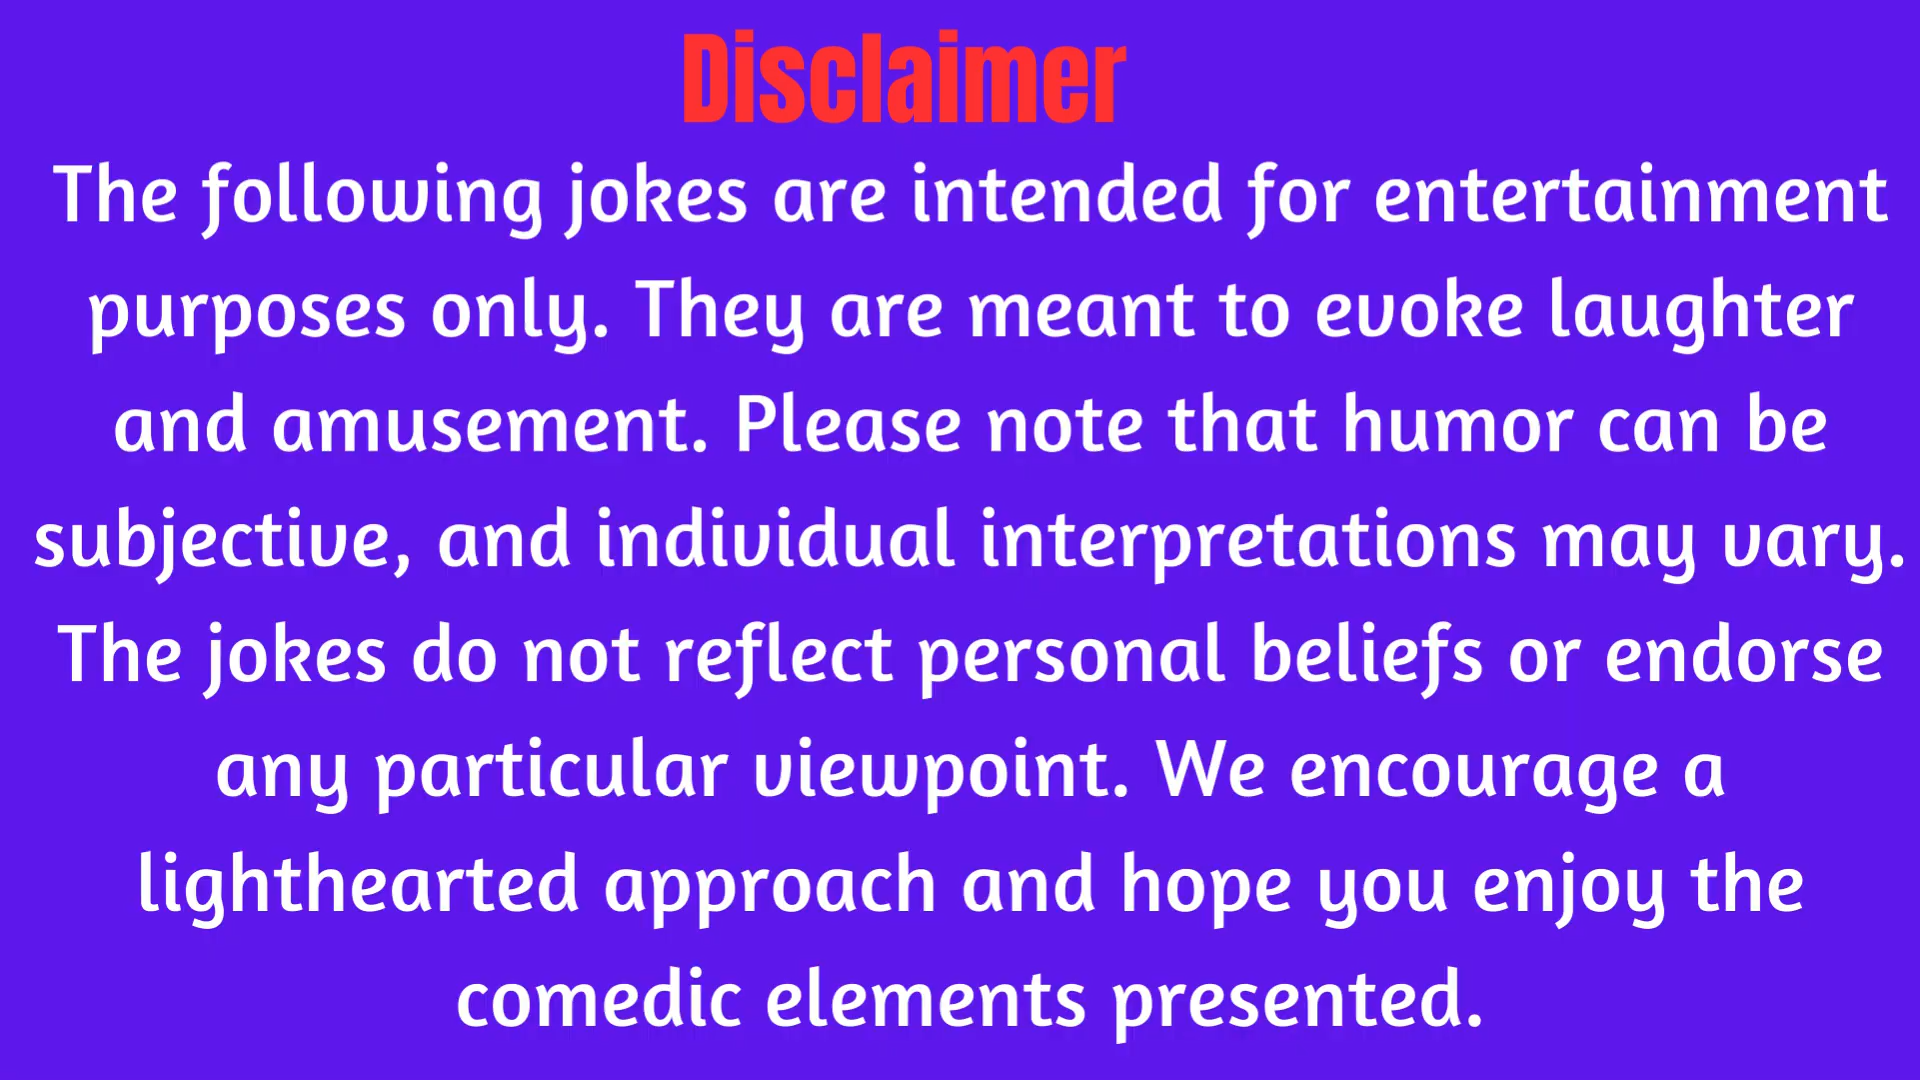 Disclaimer
The following jokes are intended for entertainment
purposes only. They are meant to evoke laughter
and amusement. Please note that humor can be
subjective, and individual interpretations may vary.
The jokes do not reflect personal beliefs or endorse
any particular viewpoint. We encourage a
lighthearted approach and hope you enjoy the
comedic elements presented.